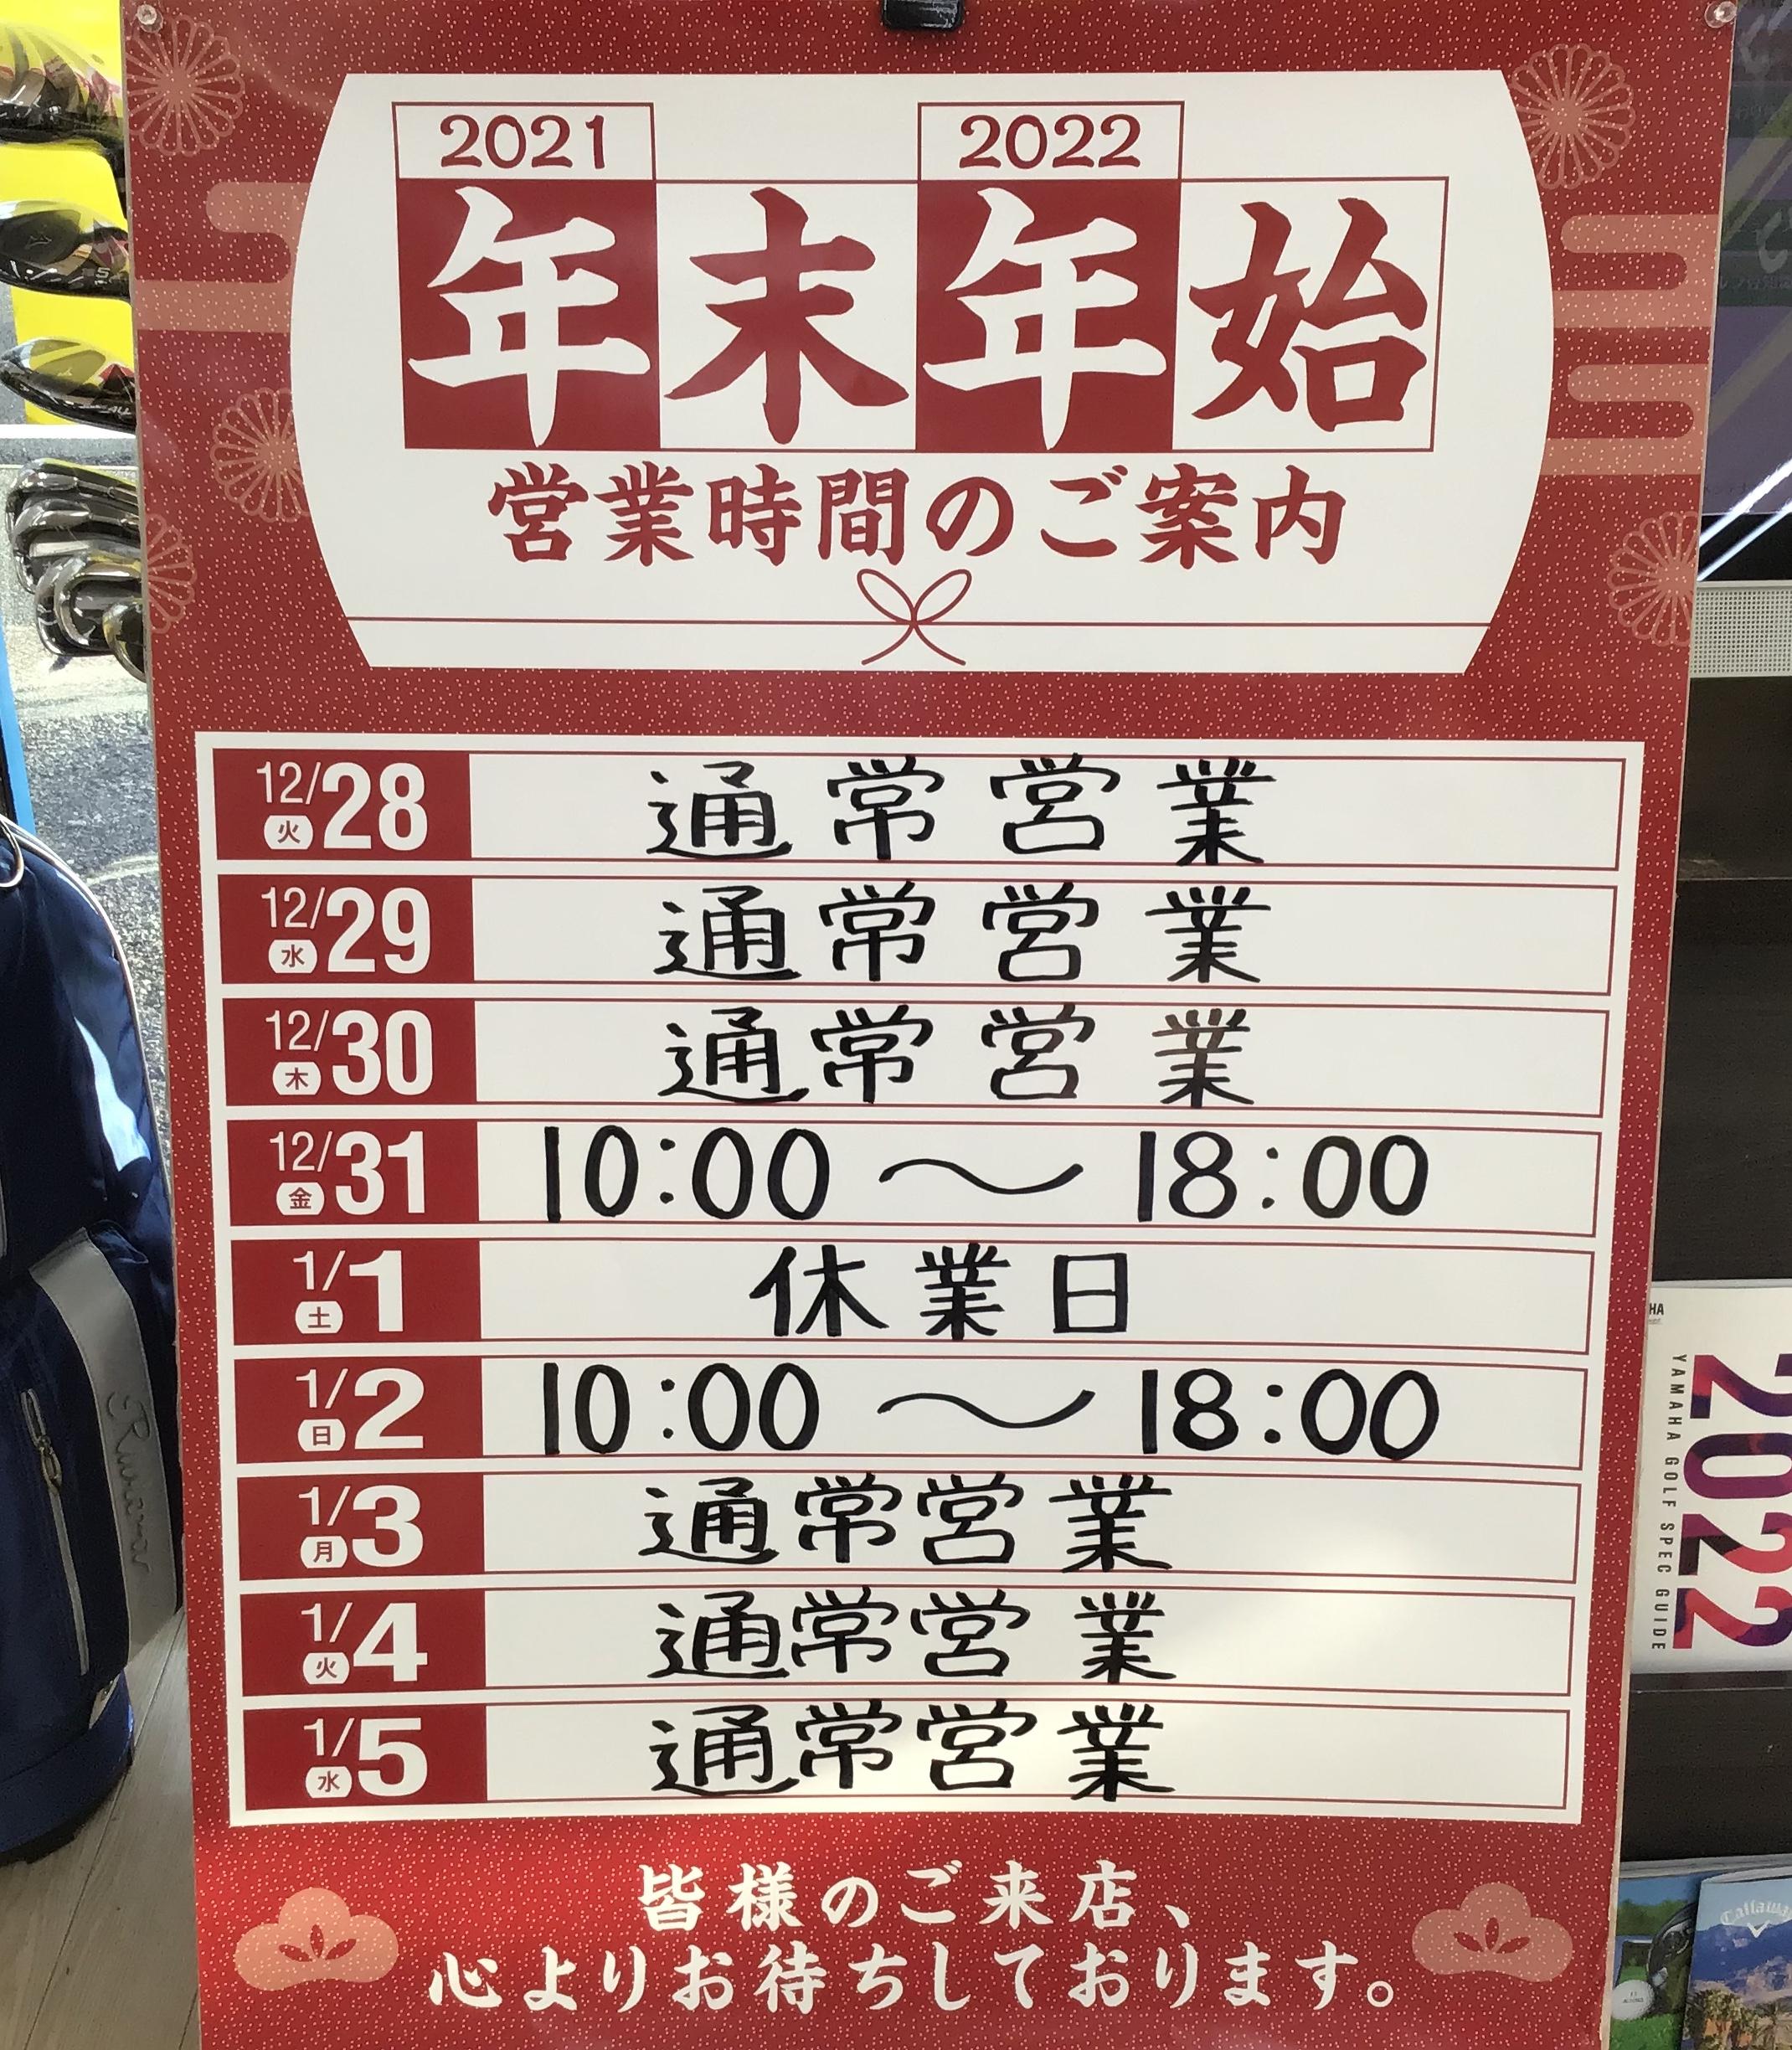 2021 2022
年末年始
営業時間のご案内
12/28 火 通常営業
12/29 水 通常営業
12/30 木 通常営業
12/31 金 10:00 〜 18:00
1/1 土 休業日
1/2 日 10:00 〜 18:00
1/3 月 通常営業
1/4 火 通常営業
1/5 水 通常営業
皆様のご来店、
心よりお待ちしております。
2022
YAMAHA GOLF SPEC GUIDE
Callaway